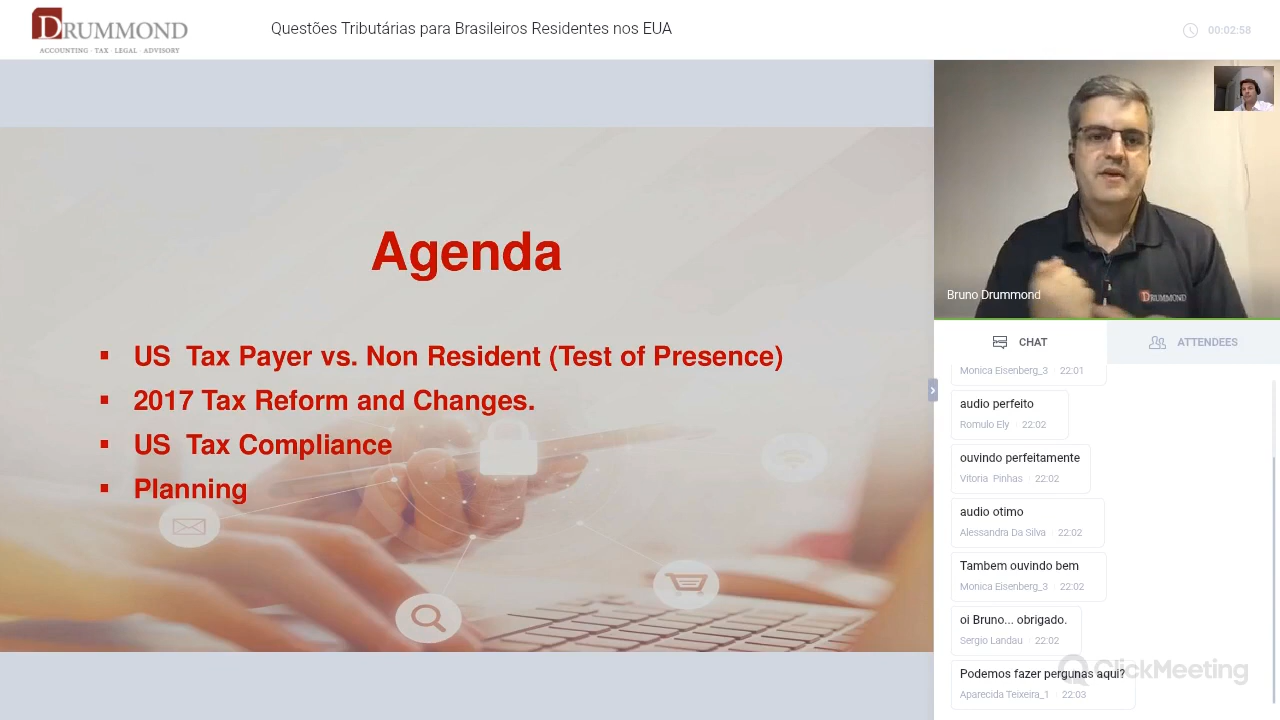 DRUMMOND
ACCOUNTING · TAX · LEGAL · ADVISORY
Questões Tributárias para Brasileiros Residentes nos EUA
00:02:58
Agenda
▪ US Tax Payer vs. Non Resident (Test of Presence)
▪ 2017 Tax Reform and Changes.
▪ US Tax Compliance
▪ Planning
DRUMMOND
Bruno Drummond
CHAT
ATTENDEES
Monica Eisenberg_3 22:01
audio perfeito
Romulo Ely 22:02
ouvindo perfeitamente
Vitoria Pinhas 22:02
audio otimo
Alessandra Da Silva 22:02
Tambem ouvindo bem
Monica Eisenberg_3 22:02
oi Bruno... obrigado.
Sergio Landau 22:02
Podemos fazer pergunas aqui?
Aparecida Teixeira_1 22:03
ClickMeeting